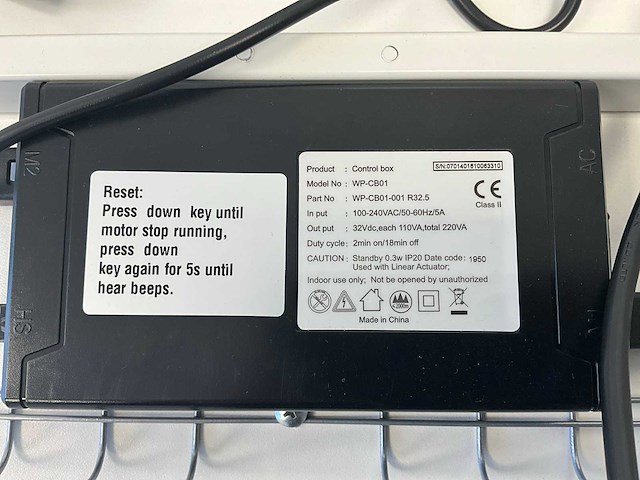 M2
HS
AC
Reset:
Press down key until
motor stop running,
press down
key again for 5s until
hear beeps.
S/N:0701401610063310
Product : Control box
Model No : WP-CB01
Part No : WP-CB01-001 R32.5
In put : 100-240VAC/50-60Hz/5A
Out put : 32Vdc,each 110VA,total 220VA
Duty cycle: 2min on/18min off
CAUTION: Standby 0.3w IP20 Date code: 1950
Used with Linear Actuator;
Indoor use only; Not be opened by unauthorized
CE
Class II
≤2000m
Made in China